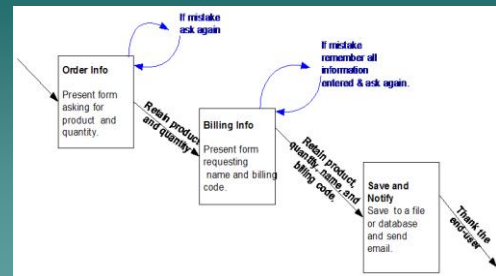 If mistake
ask again
Order Info
Present form
asking for
product and
quantity.
Retain product
and quantity
If mistake
remember all
information
entered & ask again.
Billing Info
Present form
requesting
name and billing
code.
Retain product,
quantity, name, and
billing code.
Save and
Notify
Save to a file
or database
and send
email.
Thank the
end-user